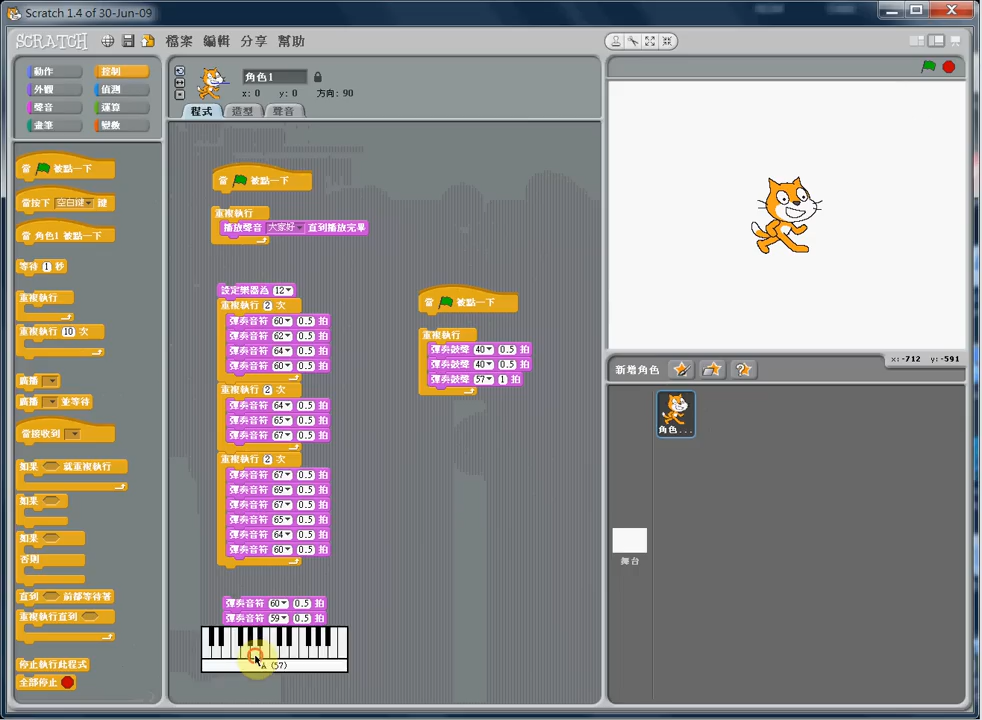 Scratch 1.4 of 30-Jun-09
SCRATCH 檔案 編輯 分享 幫助
動作 控制
外觀 偵測
聲音 運算
畫筆 變數
角色1
x: 0 y: 0 方向: 90
程式 造型 聲音
當 被點一下
當按下 空白鍵 鍵
當 角色1 被點一下
等待 1 秒
重複執行
重複執行 10 次
廣播
廣播 並等待
當接收到
如果 就重複執行
如果
如果
否則
直到 前都等待著
重複執行直到
停止執行此程式
全部停止
當 被點一下
重複執行
播放聲音 大家好 直到播放完畢
設定樂器為 12
重複執行 2 次
彈奏音符 60 0.5 拍
彈奏音符 62 0.5 拍
彈奏音符 64 0.5 拍
彈奏音符 60 0.5 拍
重複執行 2 次
彈奏音符 64 0.5 拍
彈奏音符 65 0.5 拍
彈奏音符 67 0.5 拍
重複執行 2 次
彈奏音符 67 0.5 拍
彈奏音符 69 0.5 拍
彈奏音符 67 0.5 拍
彈奏音符 65 0.5 拍
彈奏音符 64 0.5 拍
彈奏音符 60 0.5 拍
彈奏音符 60 0.5 拍
彈奏音符 59 0.5 拍
A (57)
當 被點一下
重複執行
彈奏鼓聲 40 0.5 拍
彈奏鼓聲 40 0.5 拍
彈奏鼓聲 57 1 拍
x: -712 y: -591
新增角色
角色...
舞台